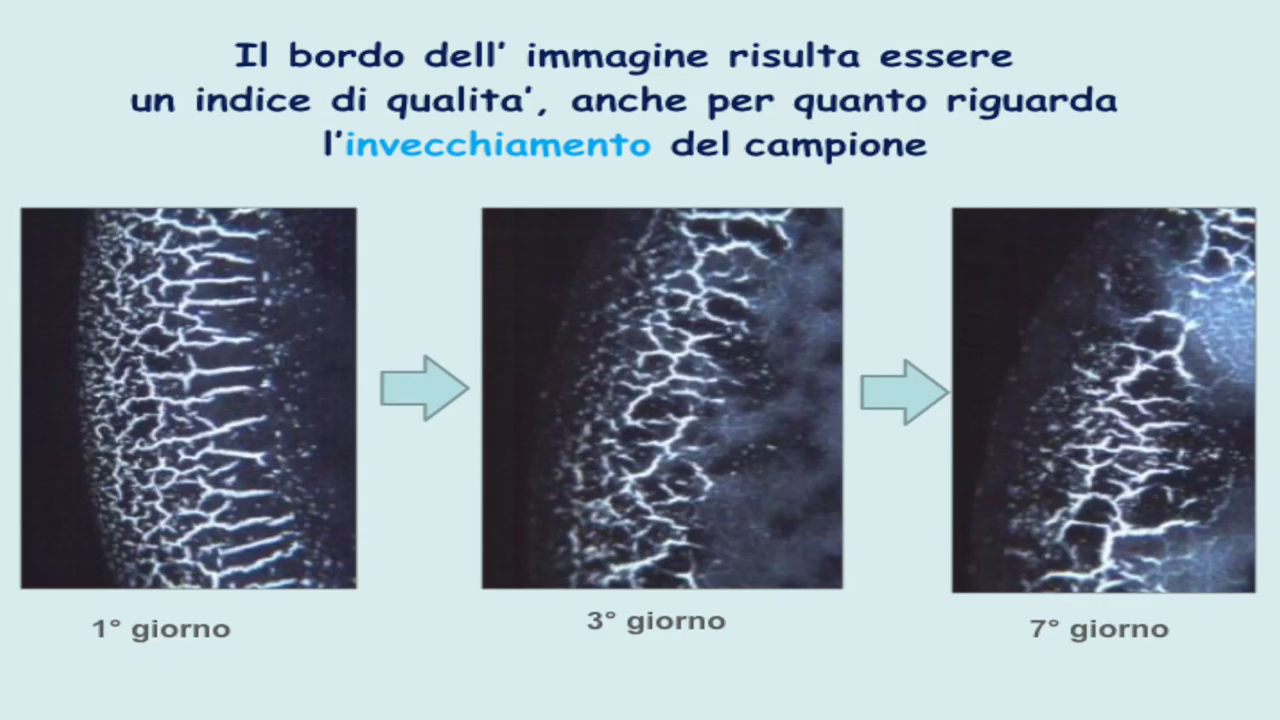 Il bordo dell' immagine risulta essere
un indice di qualita', anche per quanto riguarda
l'invecchiamento del campione
1° giorno
3° giorno
7° giorno